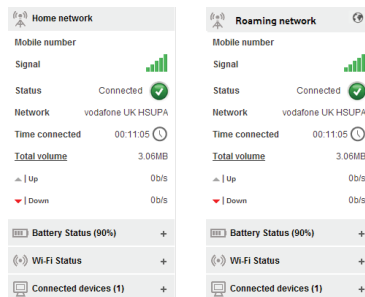 Home network
Mobile number
Signal
Status Connected
Network vodafone UK HSUPA
Time connected 00:11:05
Total volume 3.06MB
Up 0b/s
Down 0b/s
Battery Status (90%) +
Wi-Fi Status +
Connected devices (1) +
Roaming network
Mobile number
Signal
Status Connected
Network vodafone UK HSUPA
Time connected 00:11:05
Total volume 3.06MB
Up 0b/s
Down 0b/s
Battery Status (90%) +
Wi-Fi Status +
Connected devices (1) +